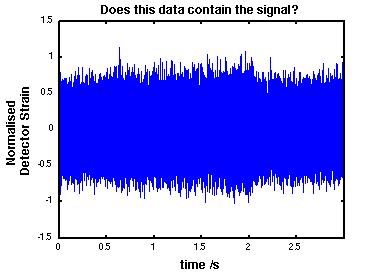 Does this data contain the signal?
1.5
1
0.5
0
-0.5
-1
-1.5
Normalised
Detector Strain
0 0.5 1 1.5 2 2.5
time /s